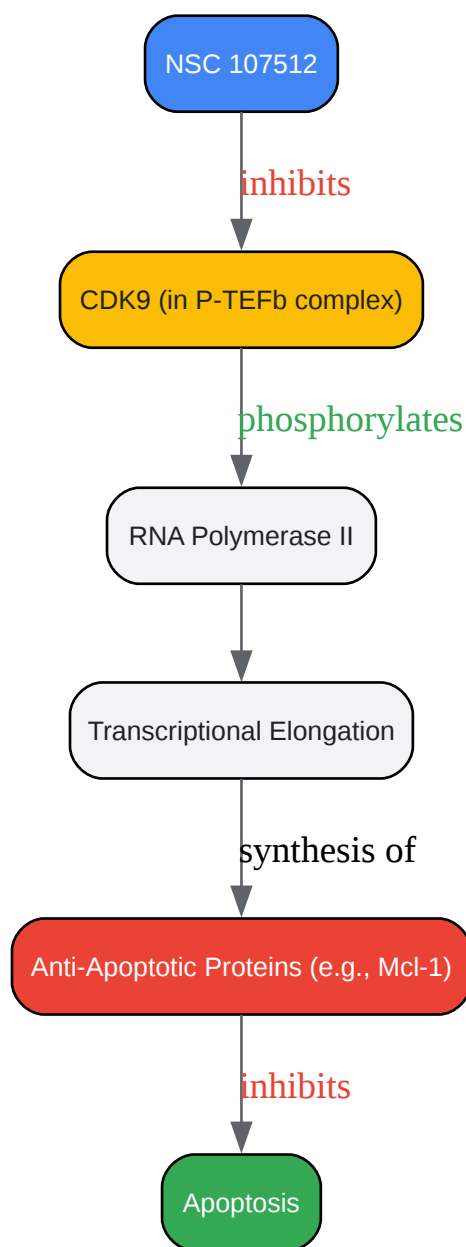 NSC 107512
inhibits
CDK9 (in P-TEFb complex)
phosphorylates
RNA Polymerase II
Transcriptional Elongation
synthesis of
Anti-Apoptotic Proteins (e.g., Mcl-1)
inhibits
Apoptosis